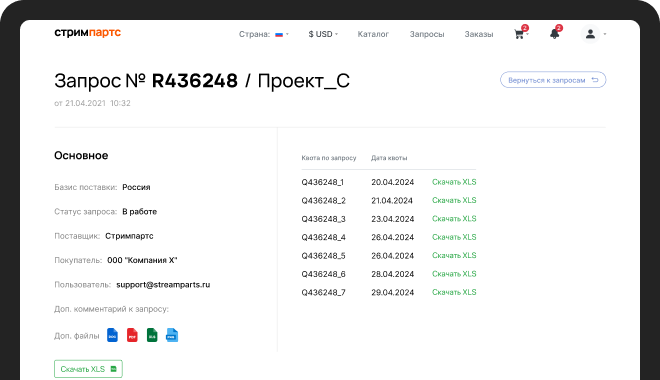 стримпартс
Страна:
$ USD
Каталог
Запросы
Заказы
2
2
Запрос № R436248 / Проект_С
Вернуться к запросам
от 21.04.2021 10:32
Основное
Базис поставки: Россия
Статус запроса: В работе
Поставщик: Стримпартс
Покупатель: ООО "Компания Х"
Пользователь: support@streamparts.ru
Доп. комментарий к запросу:
Доп. файлы
DOC
PDF
XLS
Скачать XLS
Квота по запросу Дата квоты
Q436248_1 20.04.2024 Скачать XLS
Q436248_2 21.04.2024 Скачать XLS
Q436248_3 23.04.2024 Скачать XLS
Q436248_4 26.04.2024 Скачать XLS
Q436248_5 26.04.2024 Скачать XLS
Q436248_6 28.04.2024 Скачать XLS
Q436248_7 29.04.2024 Скачать XLS